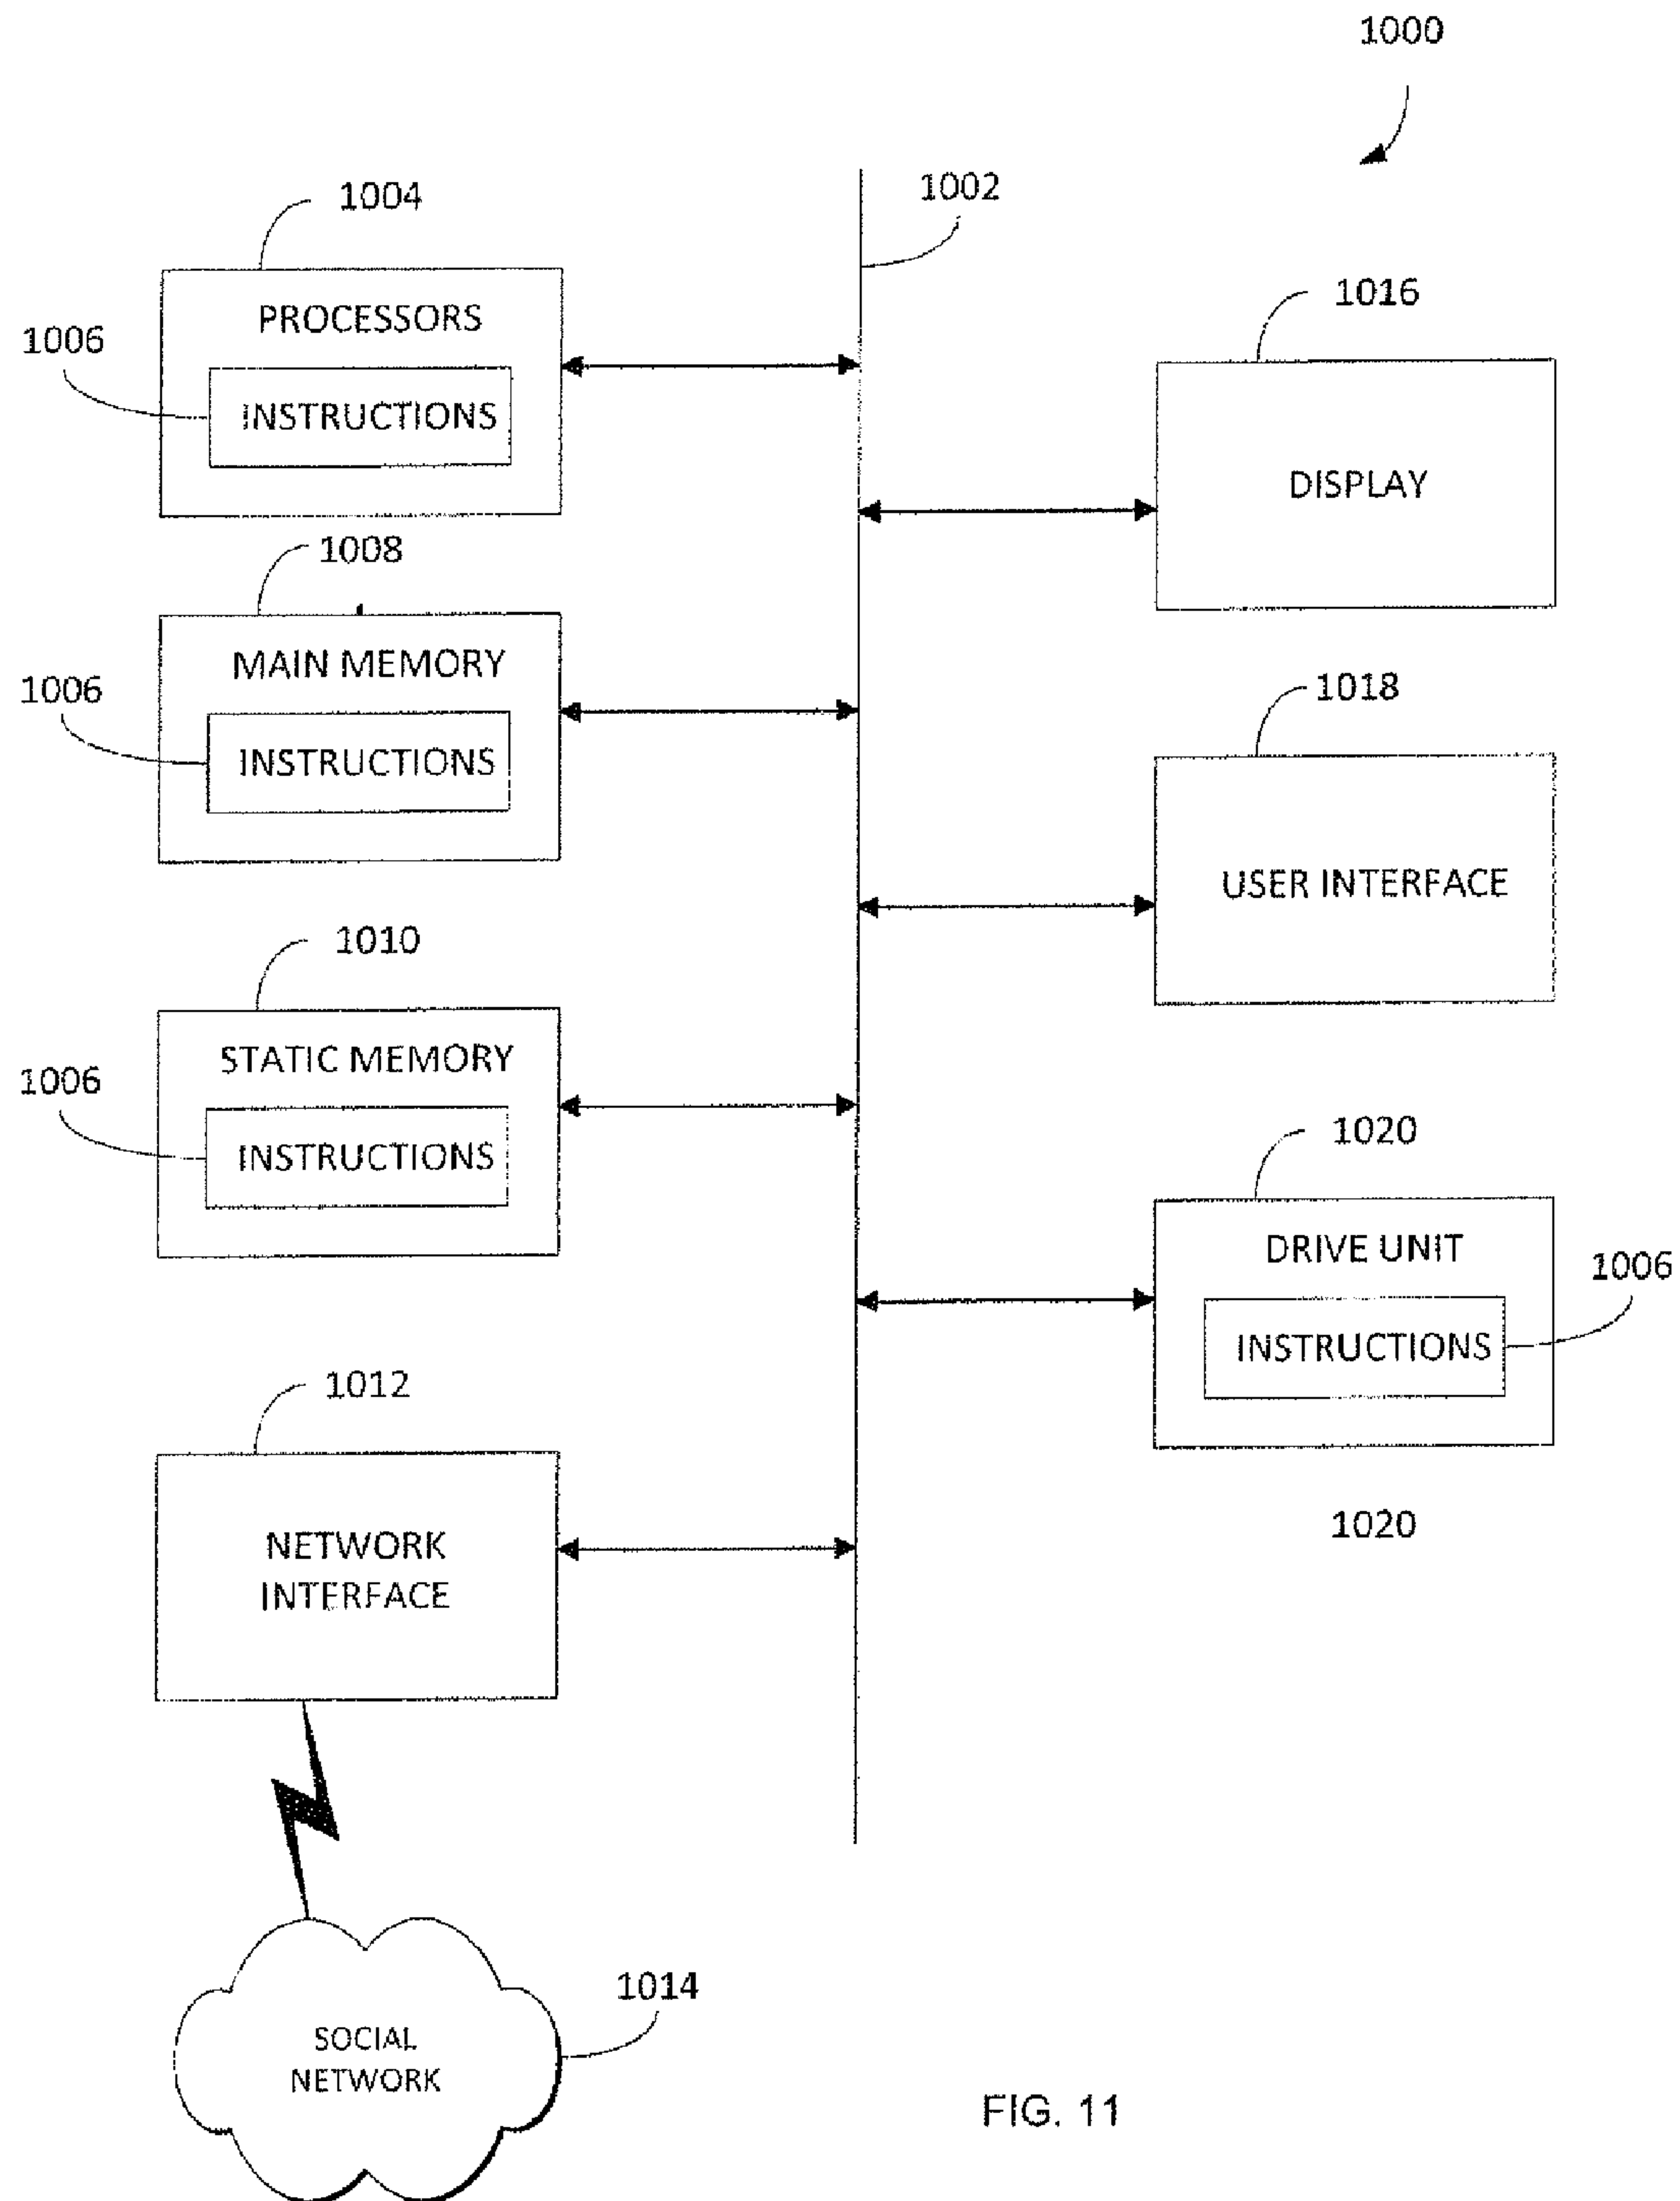 1000
1004
1002
PROCESSORS
1016
1006
INSTRUCTIONS
DISPLAY
1008
MAIN MEMORY
1018
1006
INSTRUCTIONS
USER INTERFACE
1010
STATIC MEMORY
1006
INSTRUCTIONS
1020
DRIVE UNIT
1006
INSTRUCTIONS
1012
1020
NETWORK
INTERFACE
1014
SOCIAL
NETWORK
FIG. 11